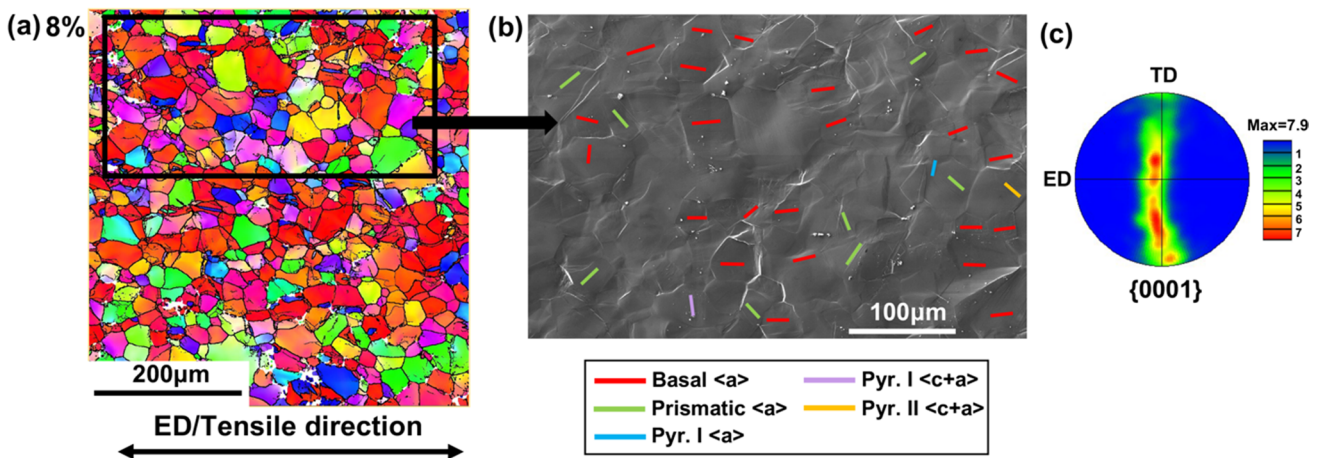 (a) 8%
200μm
ED/Tensile direction
(b)
100μm
Basal <a>
Prismatic <a>
Pyr. I <a>
Pyr. I <c+a>
Pyr. II <c+a>
(c)
TD
ED
{0001}
Max=7.9
1
2
3
4
5
6
7